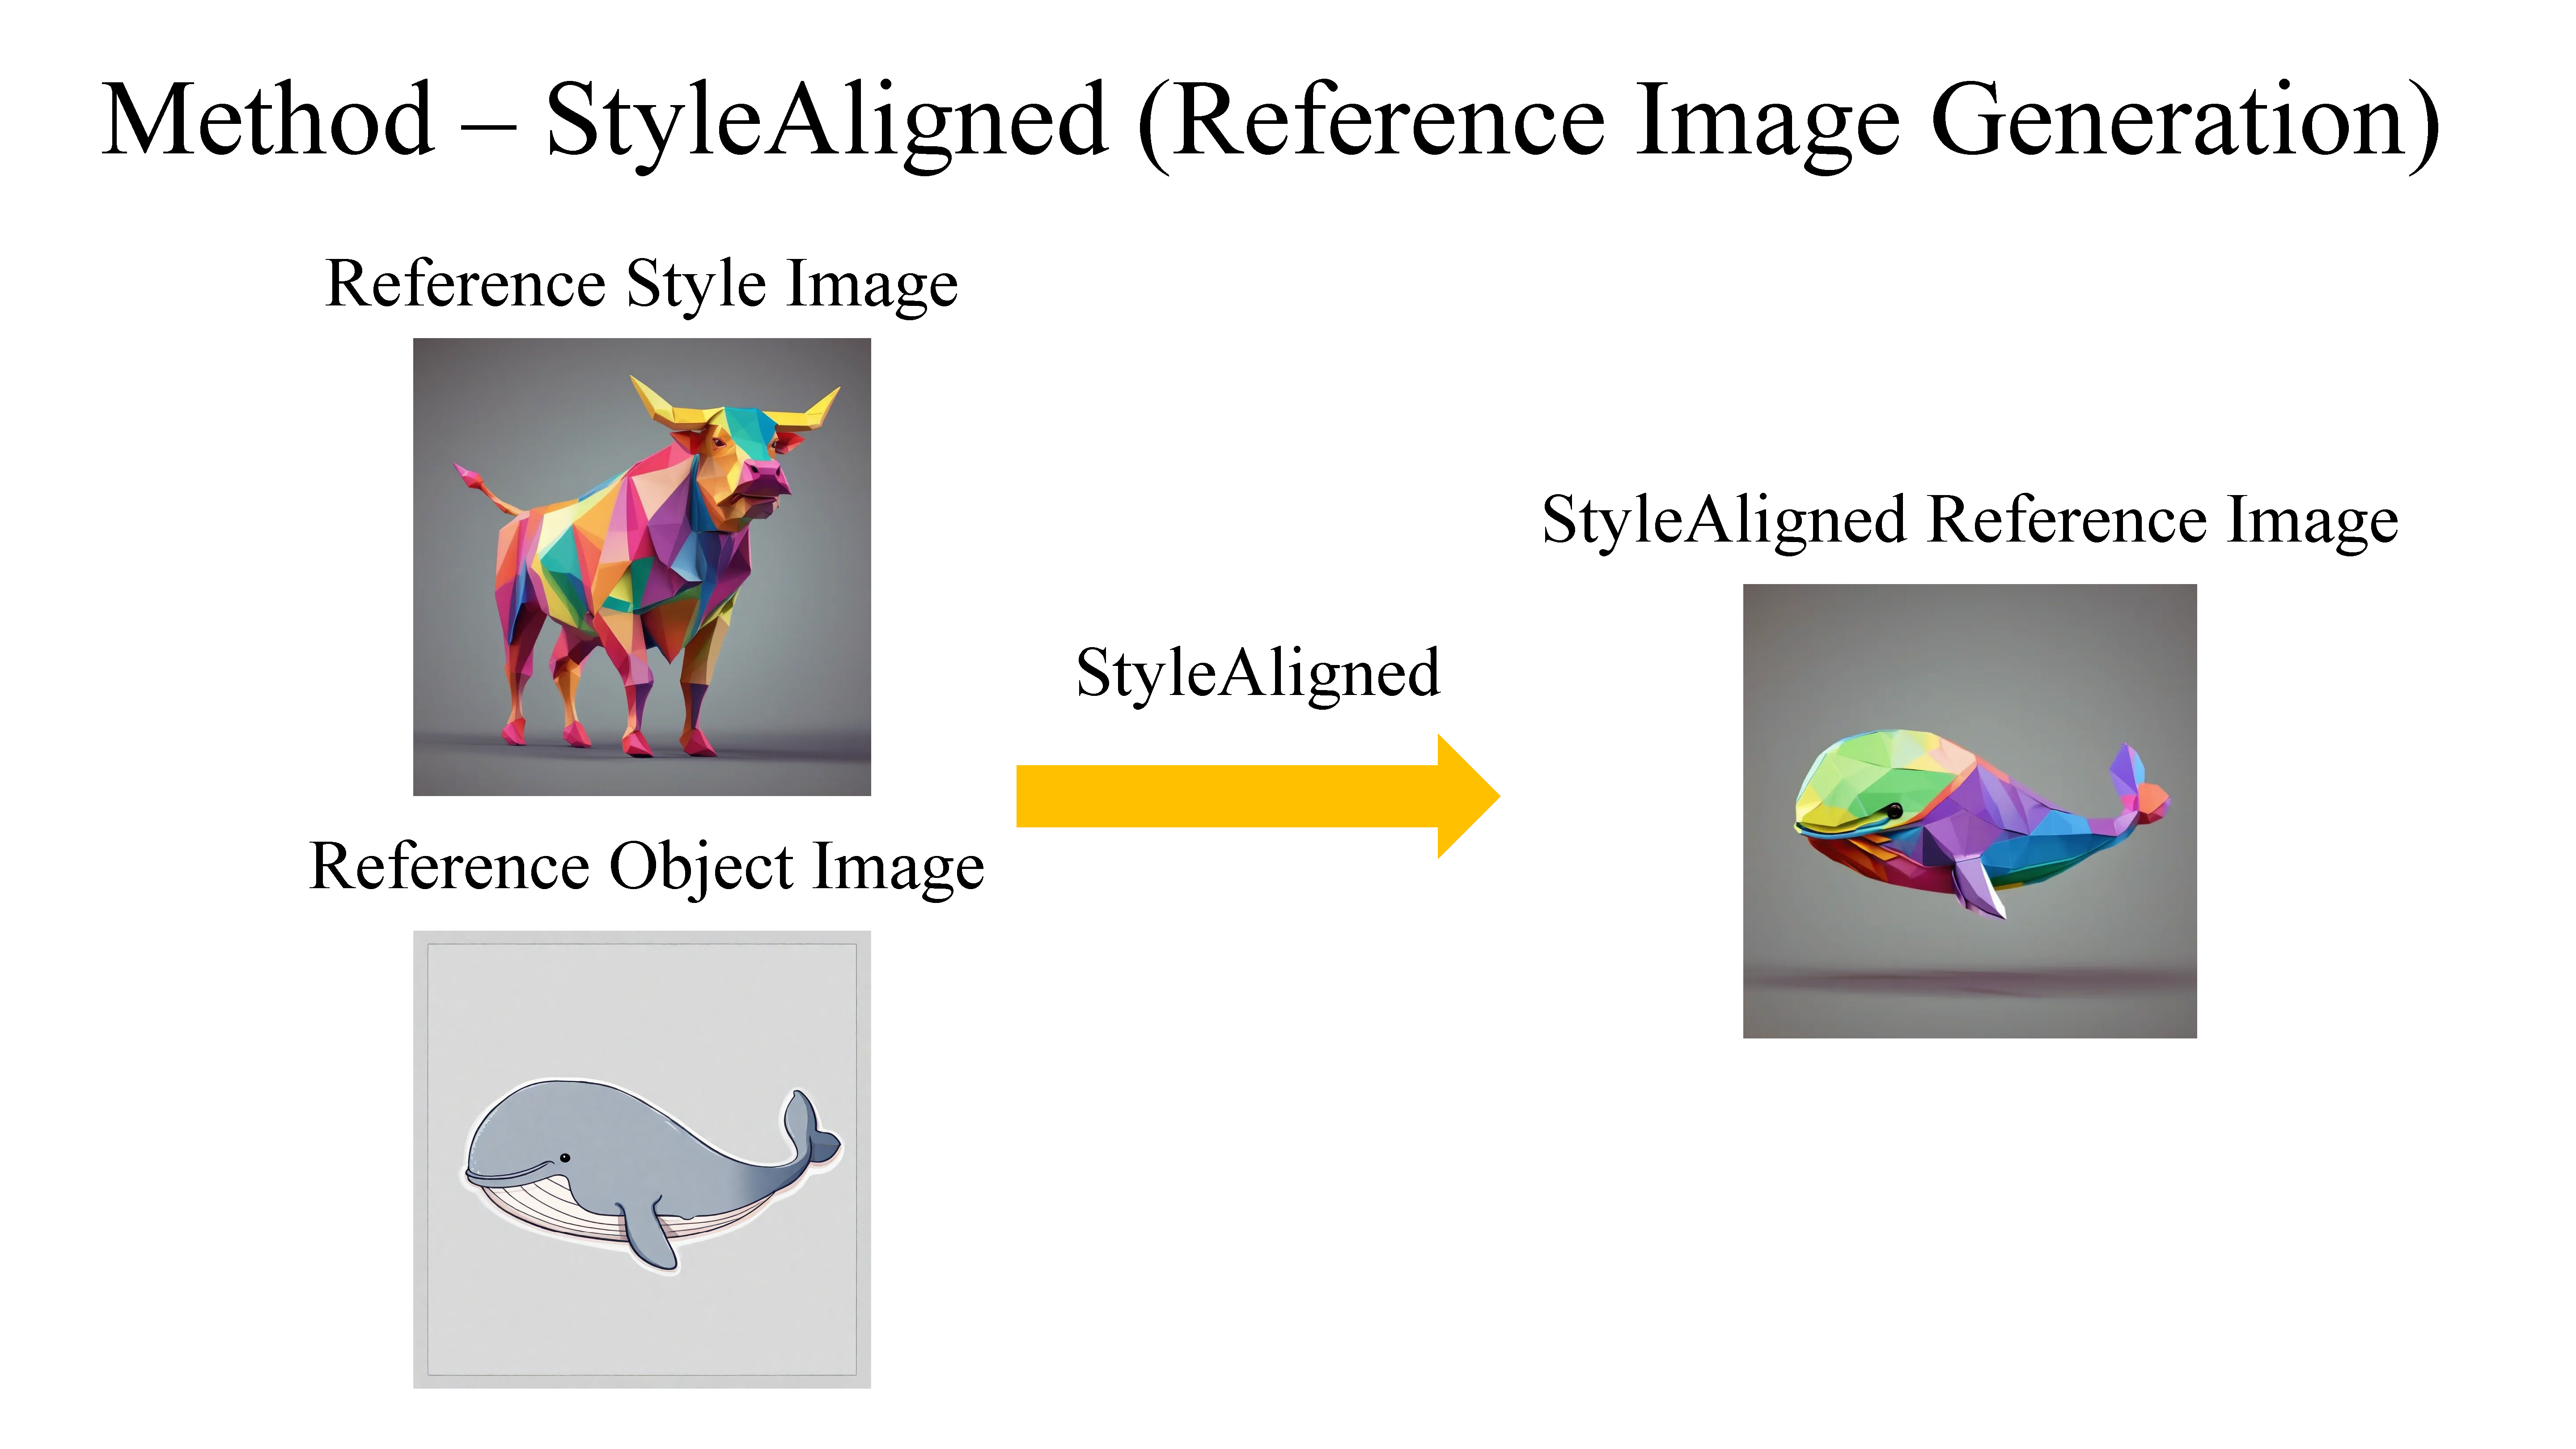 Method – StyleAligned (Reference Image Generation)
Reference Style Image
Reference Object Image
StyleAligned
StyleAligned Reference Image